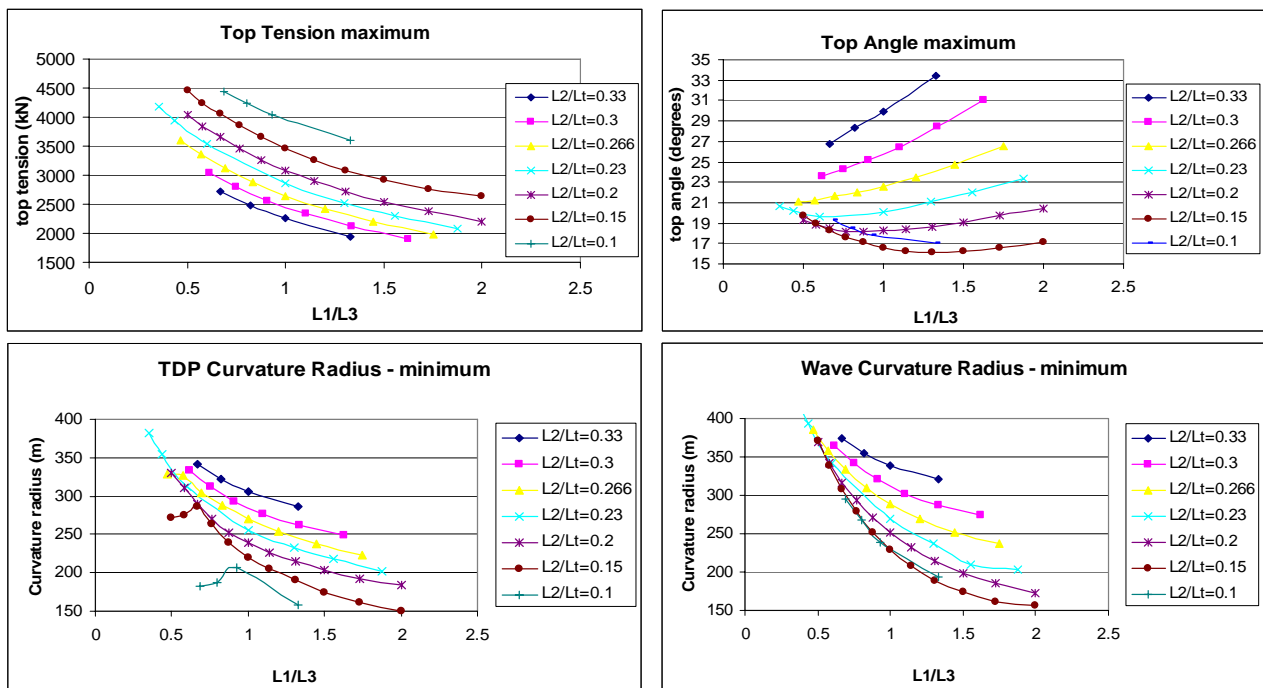 Top Tension maximum
top tension (kN)
5000
4500
4000
3500
3000
2500
2000
1500
0
0.5
1
1.5
2
2.5
L1/L3
L2/Lt=0.33
L2/Lt=0.3
L2/Lt=0.266
L2/Lt=0.23
L2/Lt=0.2
L2/Lt=0.15
L2/Lt=0.1
Top Angle maximum
top angle (degrees)
35
33
31
29
27
25
23
21
19
17
15
0
0.5
1
1.5
2
2.5
L1/L3
L2/Lt=0.33
L2/Lt=0.3
L2/Lt=0.266
L2/Lt=0.23
L2/Lt=0.2
L2/Lt=0.15
L2/Lt=0.1
TDP Curvature Radius - minimum
Curvature radius (m)
400
350
300
250
200
150
0
0.5
1
1.5
2
2.5
L1/L3
L2/Lt=0.33
L2/Lt=0.3
L2/Lt=0.266
L2/Lt=0.23
L2/Lt=0.2
L2/Lt=0.15
L2/Lt=0.1
Wave Curvature Radius - minimum
Curvature radius (m)
400
350
300
250
200
150
0
0.5
1
1.5
2
2.5
L1/L3
L2/Lt=0.33
L2/Lt=0.3
L2/Lt=0.266
L2/Lt=0.23
L2/Lt=0.2
L2/Lt=0.15
L2/Lt=0.1